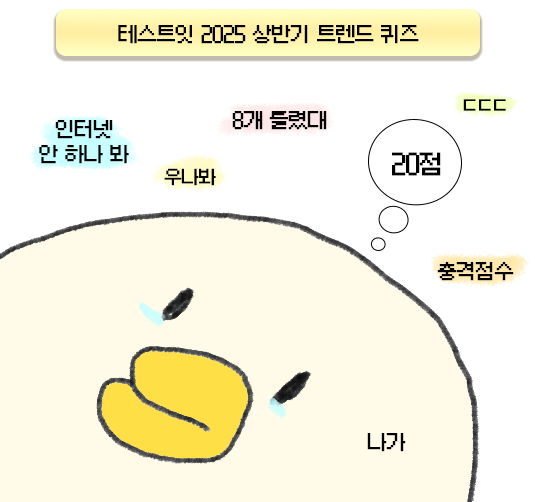 테스트잇 2025 상반기 트렌드 퀴즈
ㄷㄷㄷ
8개 틀렸대
인터넷
안 하나 봐
우나봐
20점
충격점수
나가